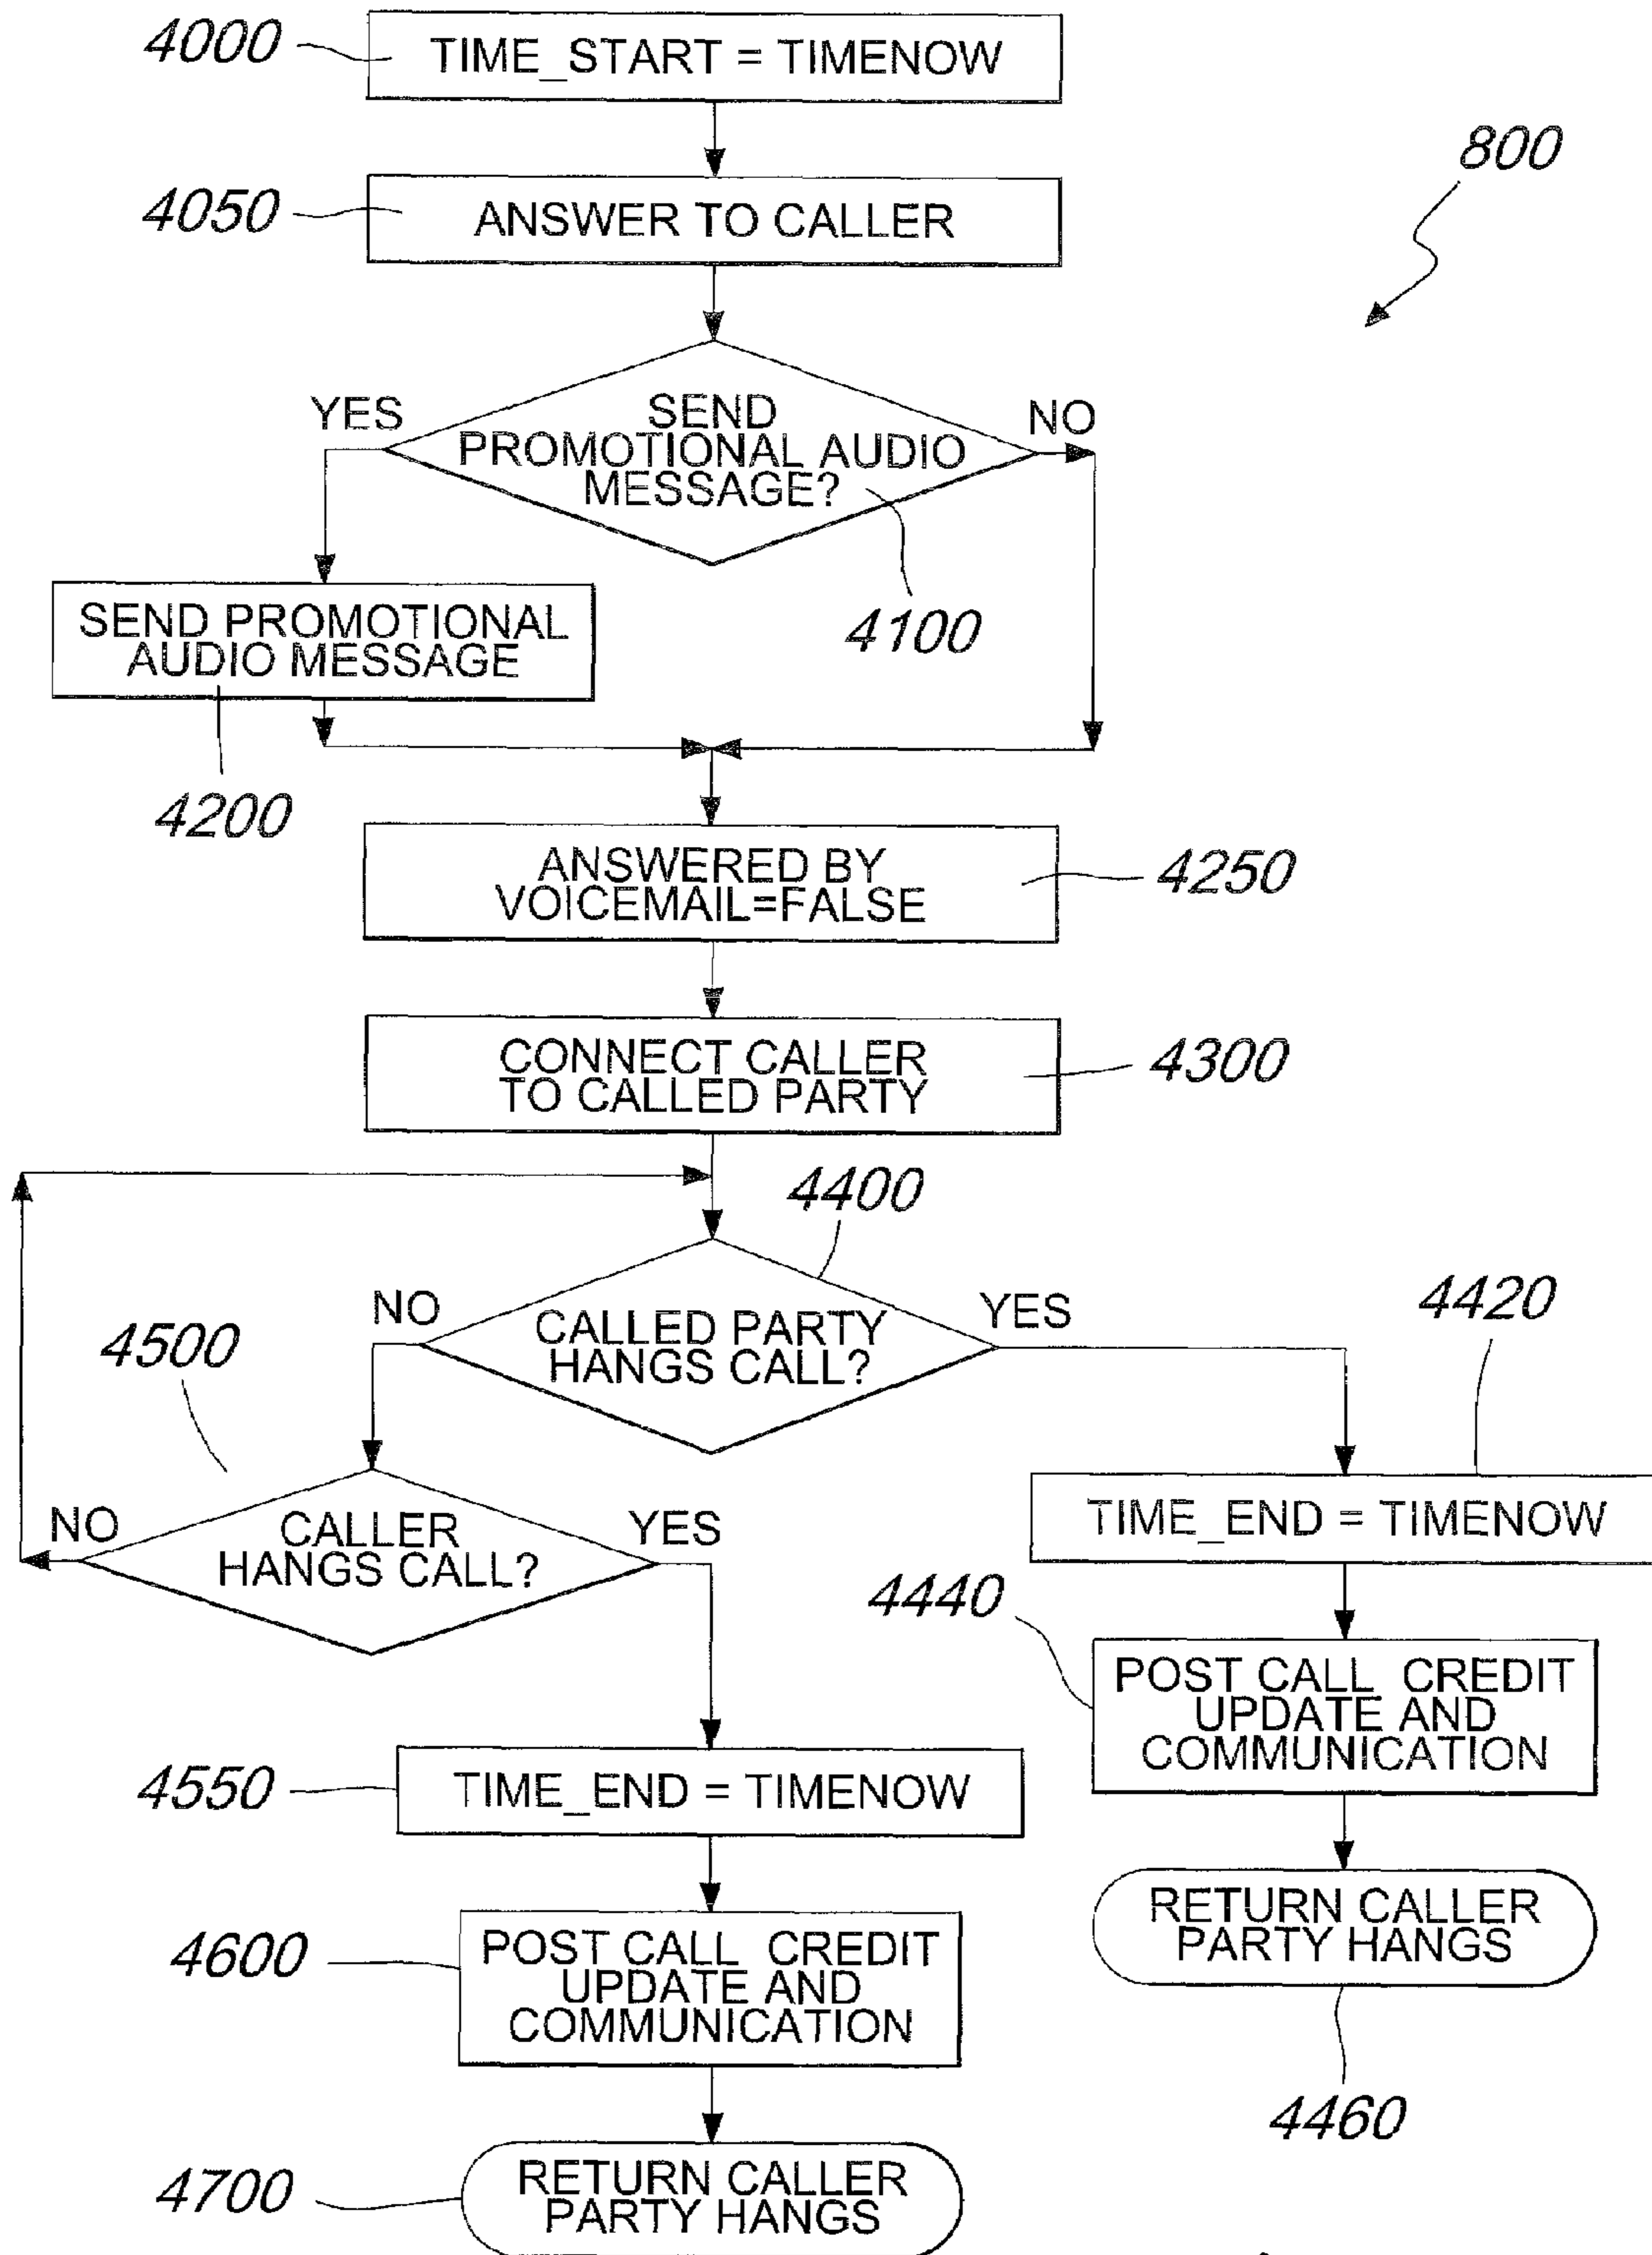 4000
TIME_START = TIMENOW
800
4050
ANSWER TO CALLER
YES
SEND
PROMOTIONAL AUDIO
MESSAGE?
NO
4100
SEND PROMOTIONAL
AUDIO MESSAGE
4200
ANSWERED BY
VOICEMAIL=FALSE
4250
CONNECT CALLER
TO CALLED PARTY
4300
4400
NO
CALLED PARTY
HANGS CALL?
YES
4420
4500
NO
CALLER
HANGS CALL?
YES
TIME_END = TIMENOW
4440
POST CALL CREDIT
UPDATE AND
COMMUNICATION
4550
TIME_END = TIMENOW
RETURN CALLER
PARTY HANGS
4460
4600
POST CALL CREDIT
UPDATE AND
COMMUNICATION
4700
RETURN CALLER
PARTY HANGS